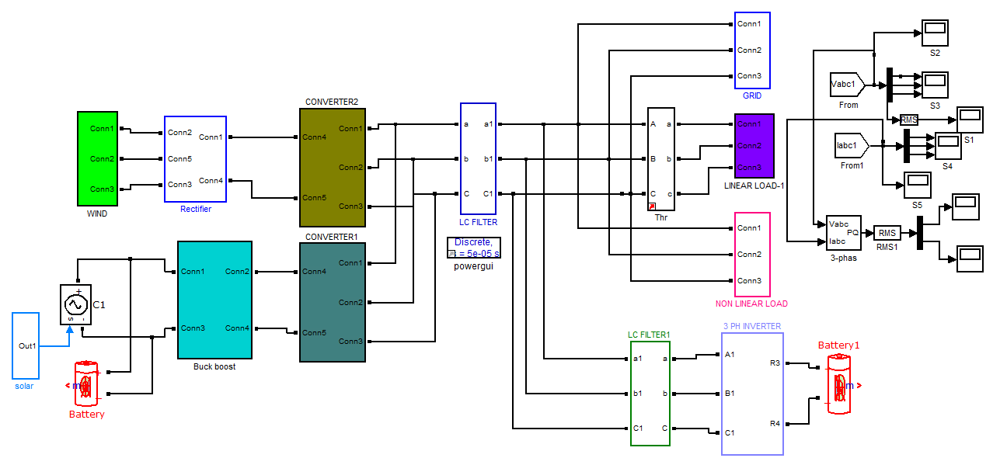 WIND
Conn1
Conn2
Conn3
Rectifier
Conn2
Conn5
Conn3
Conn1
Conn4
CONVERTER2
Conn4
Conn5
Conn1
Conn2
Conn3
CONVERTER1
Conn4
Conn5
Conn1
Conn2
Conn3
solar
Out1
C1
+
s
-
Battery
< m
+
Buck boost
Conn1
Conn3
Conn2
Conn4
LC FILTER
a
b
C
a1
b1
C1
Discrete,
= 5e-05 s
powergui
GRID
Conn1
Conn2
Conn3
Thr
A
B
C
a
b
c
LINEAR LOAD-1
Conn1
Conn2
Conn3
NON LINEAR LOAD
Conn1
Conn2
Conn3
LC FILTER1
a1
b1
C1
a
b
C
3 PH INVERTER
A1
B1
C1
R3
R4
Battery1
m >
S2
Vabc1
From
S3
RMS
S1
Iabc1
From1
S4
S5
Vabc
PQ
Iabc
3-phas
RMS
RMS1